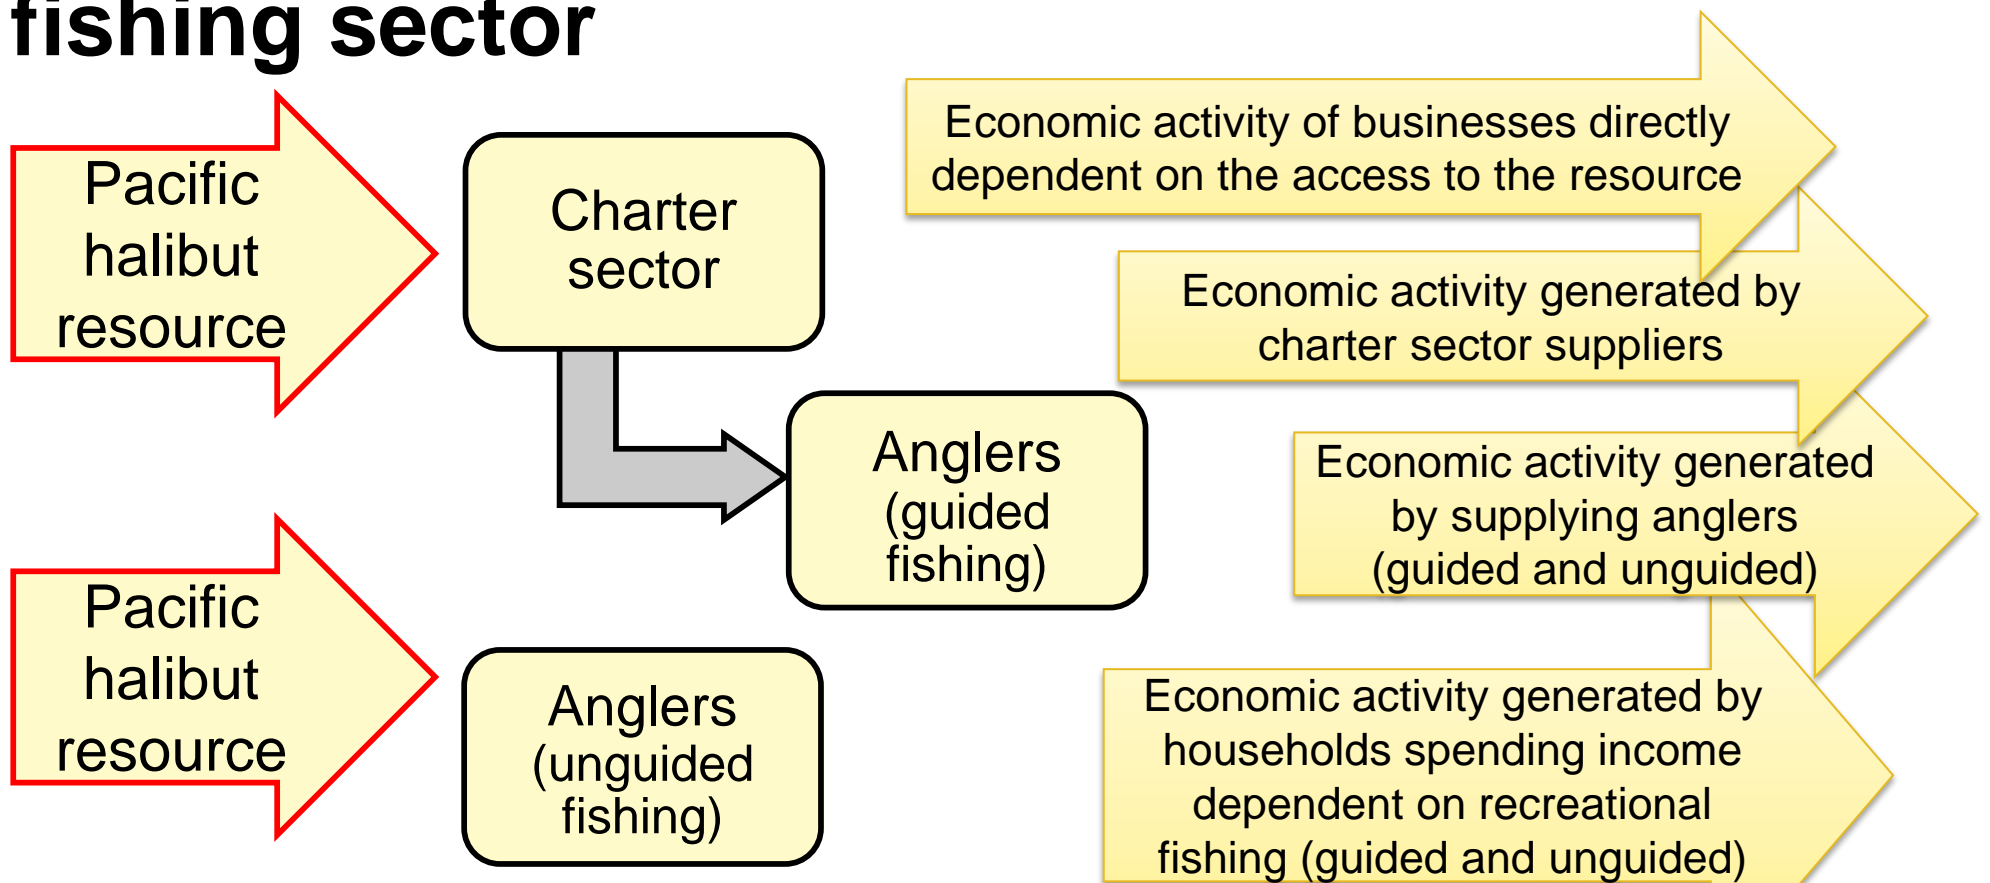 fishing sector
Pacific
halibut
resource
Charter
sector
Economic activity of businesses directly
dependent on the access to the resource
Economic activity generated by
charter sector suppliers
Anglers
(guided
fishing)
Economic activity generated
by supplying anglers
(guided and unguided)
Pacific
halibut
resource
Anglers
(unguided
fishing)
Economic activity generated by
households spending income
dependent on recreational
fishing (guided and unguided)